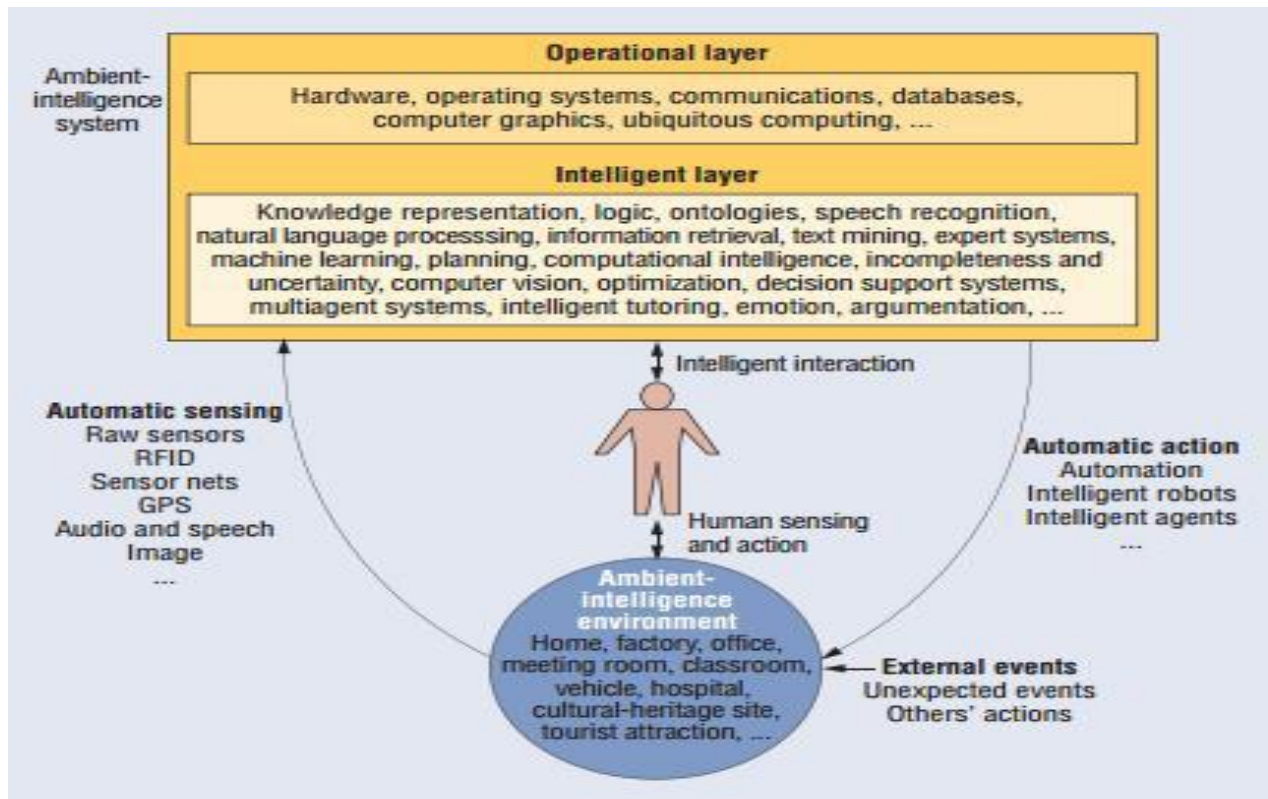 Ambient-
intelligence
system
Operational layer
Hardware, operating systems, communications, databases,
computer graphics, ubiquitous computing, ...
Intelligent layer
Knowledge representation, logic, ontologies, speech recognition,
natural language processsing, information retrieval, text mining, expert systems,
machine learning, planning, computational intelligence, incompleteness and
uncertainty, computer vision, optimization, decision support systems,
multiagent systems, intelligent tutoring, emotion, argumentation, ...
Intelligent interaction
Automatic sensing
Raw sensors
RFID
Sensor nets
GPS
Audio and speech
Image
...
Automatic action
Automation
Intelligent robots
Intelligent agents
...
Human sensing
and action
Ambient-
intelligence
environment
Home, factory, office,
meeting room, classroom,
vehicle, hospital,
cultural-heritage site,
tourist attraction, ...
External events
Unexpected events
Others' actions